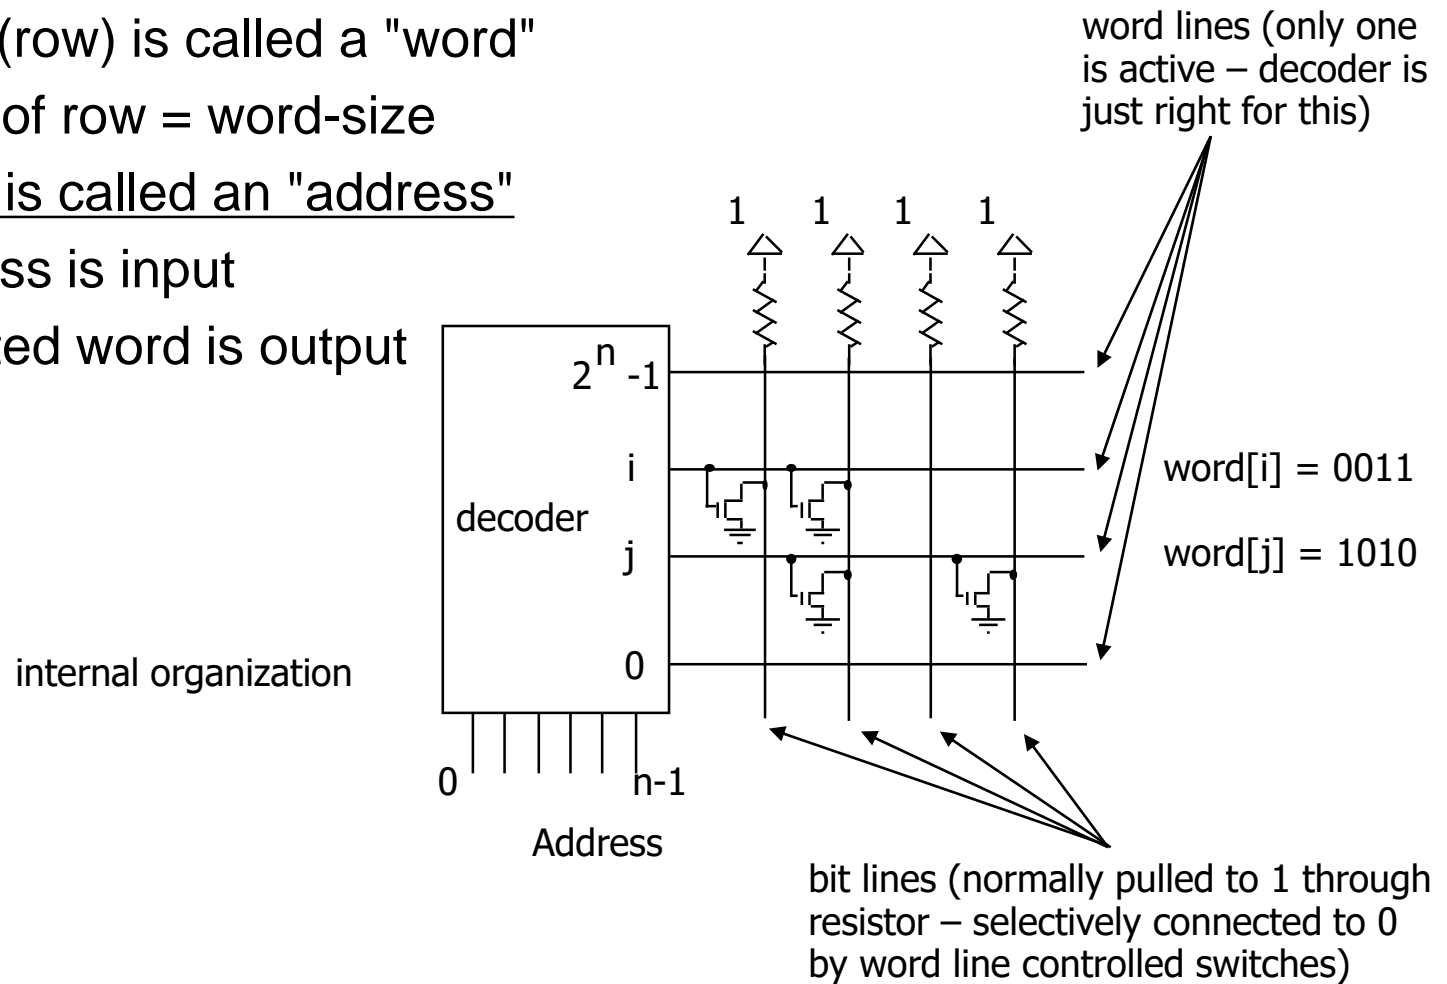 (row) is called a "word"
of row = word-size
is called an "address"
ss is input
ted word is output
word lines (only one
is active – decoder is
just right for this)
1 1 1 1
2^n -1
i
word[i] = 0011
decoder
j
word[j] = 1010
0
internal organization
0 n-1
Address
bit lines (normally pulled to 1 through
resistor – selectively connected to 0
by word line controlled switches)